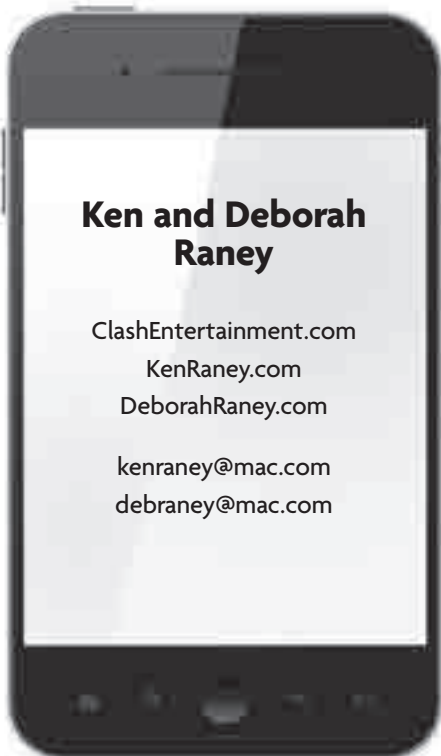 Ken and Deborah
Raney
ClashEntertainment.com
KenRaney.com
DeborahRaney.com
kenraney@mac.com
debraney@mac.com